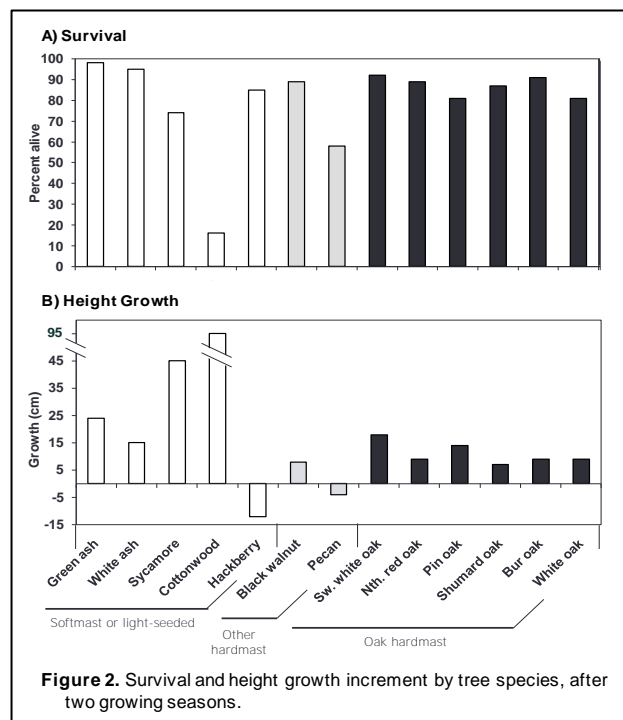 A) Survival
100
90
80
70
60
50
40
30
20
10
0
Percent alive
B) Height Growth
95
45
35
25
15
5
-5
-15
Growth (cm)
Green ash
White ash
Sycamore
Cottonwood
Hackberry
Black walnut
Pecan
Sw. white oak
Nth. red oak
Pin oak
Shumard oak
Bur oak
White oak
Softmast or light-seeded
Other
hardmast
Oak hardmast
Figure 2. Survival and height growth increment by tree species, after
two growing seasons.